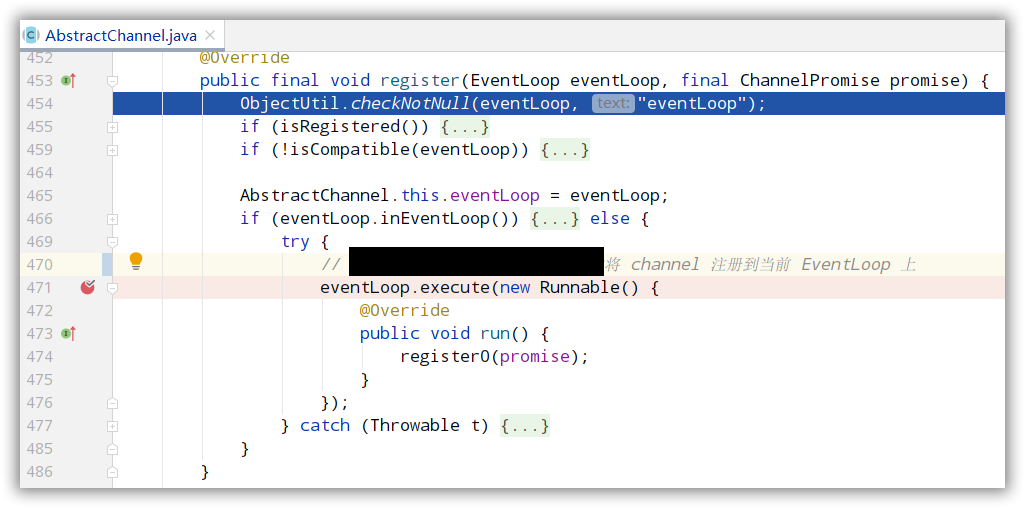 AbstractChannel.java
452 @Override
453 public final void register(EventLoop eventLoop, final ChannelPromise promise) {
454 ObjectUtil.checkNotNull(eventLoop, text: "eventLoop");
455 if (isRegistered()) {...}
459 if (!isCompatible(eventLoop)) {...}
464
465 AbstractChannel.this.eventLoop = eventLoop;
466 if (eventLoop.inEventLoop()) {...} else {
469 try {
470 // 将 channel 注册到当前 EventLoop 上
471 eventLoop.execute(new Runnable() {
472 @Override
473 public void run() {
474 register0(promise);
475 }
476 });
477 } catch (Throwable t) {...}
485 }
486 }